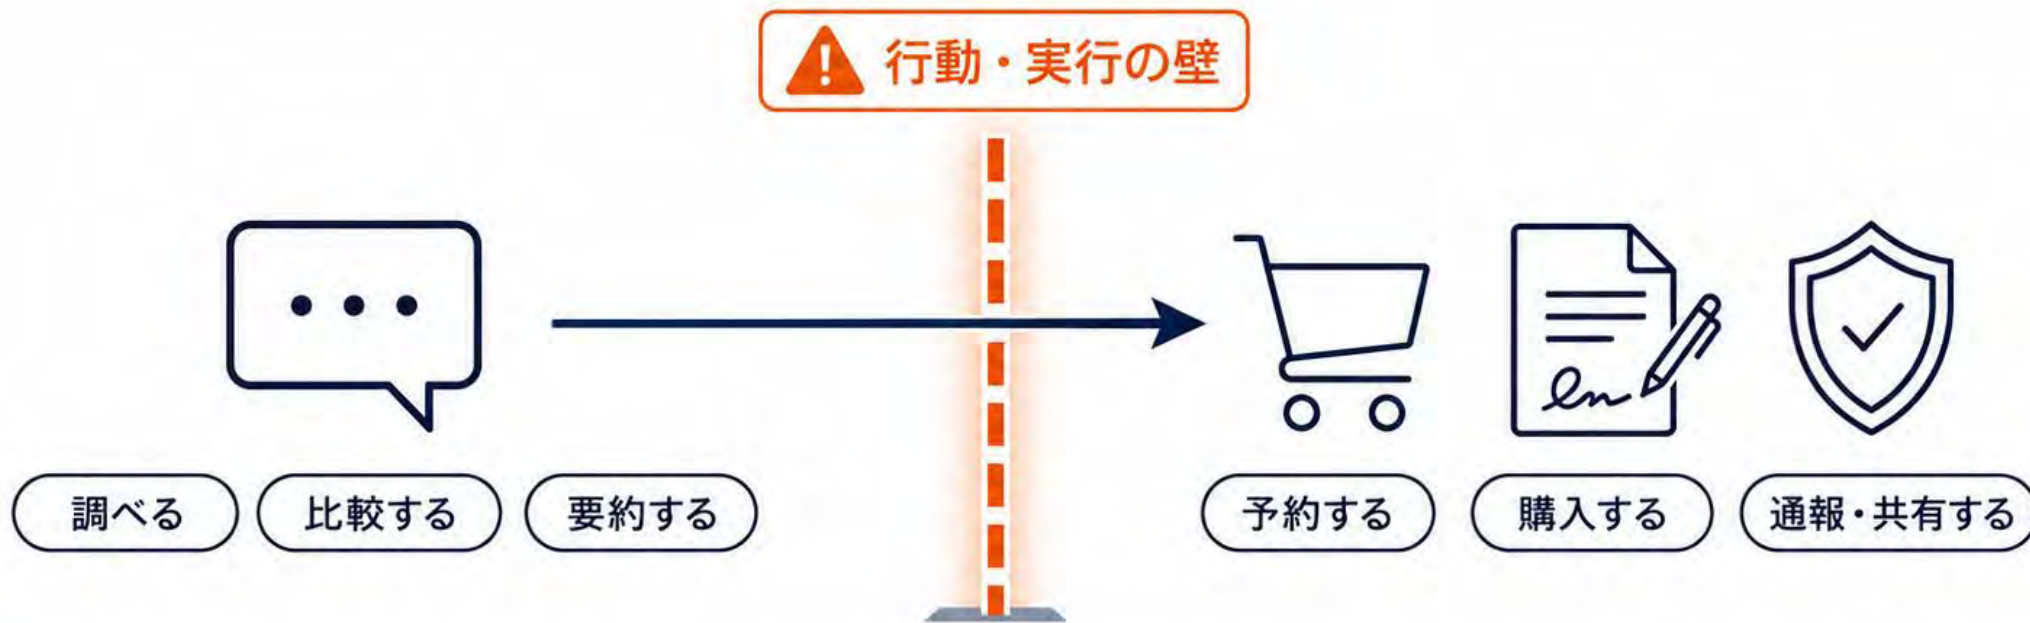 行動・実行の壁
調べる
比較する
要約する
予約する
購入する
通報・共有する